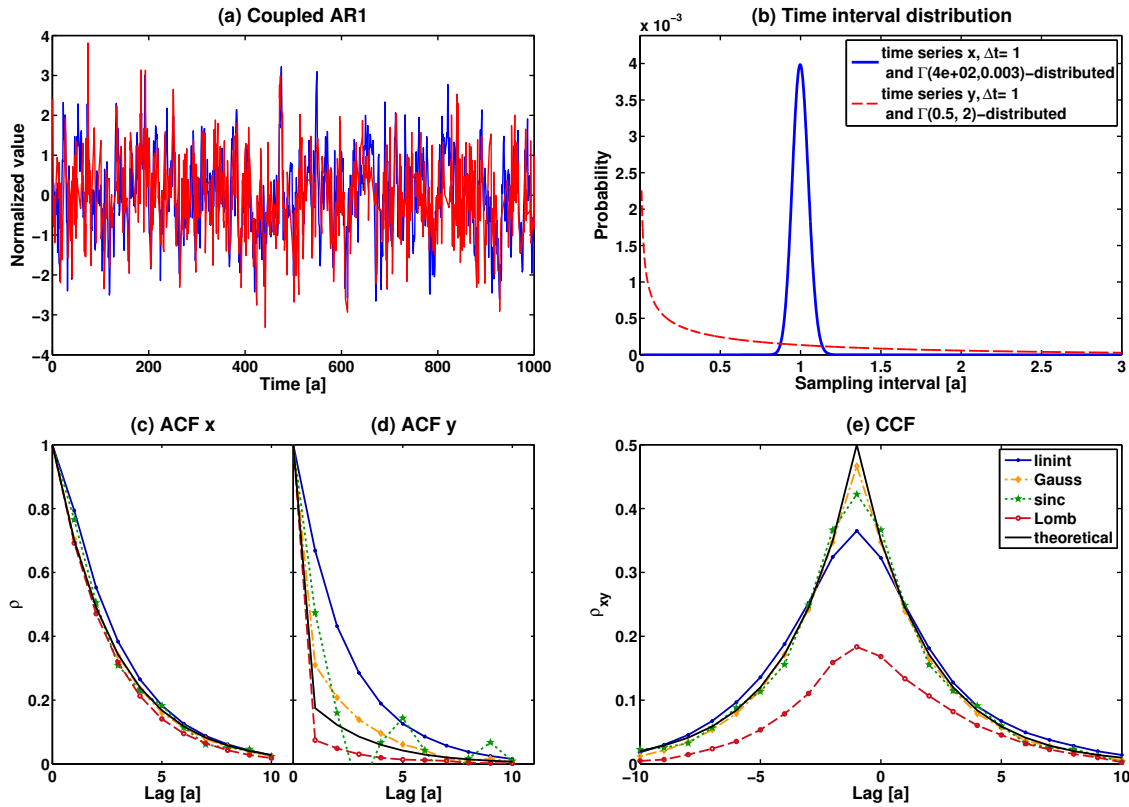 (a) Coupled AR1
Normalized value
4
3
2
1
0
−1
−2
−3
−4
0
200
400
600
800
1000
Time [a]
(b) Time interval distribution
x 10⁻³
Probability
4
3.5
3
2.5
2
1.5
1
0.5
0
0
0.5
1
1.5
2
2.5
3
Sampling interval [a]
time series x, Δt= 1
and Γ(4e+02,0.003)−distributed
time series y, Δt= 1
and Γ(0.5, 2)−distributed
(c) ACF x
ρ
1
0.8
0.6
0.4
0.2
0
0
5
10
Lag [a]
(d) ACF y
0
5
10
Lag [a]
(e) CCF
ρxy
0.5
0.4
0.3
0.2
0.1
0
−10
−5
0
5
10
Lag [a]
linint
Gauss
sinc
Lomb
theoretical